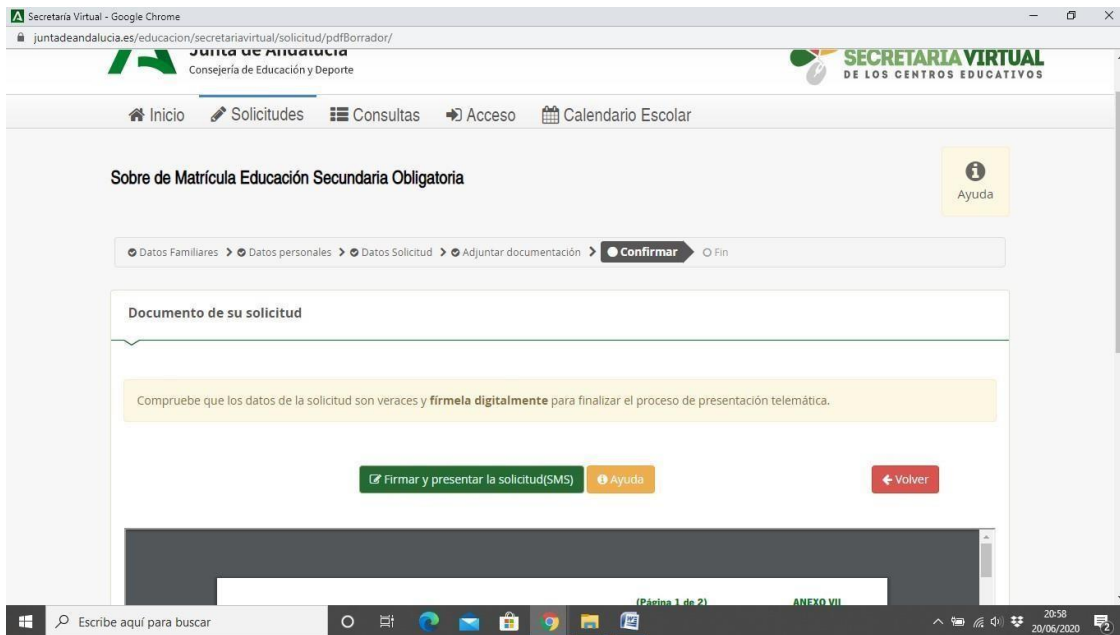 Secretaría Virtual - Google Chrome
juntadeandalucia.es/educacion/secretariavirtual/solicitud/pdfBorrador/
Junta de Andalucía
Consejería de Educación y Deporte
SECRETARÍA VIRTUAL
DE LOS CENTROS EDUCATIVOS
Inicio Solicitudes Consultas Acceso Calendario Escolar
Sobre de Matrícula Educación Secundaria Obligatoria
Ayuda
Datos Familiares > Datos personales > Datos Solicitud > Adjuntar documentación > Confirmar Fin
Documento de su solicitud
Compruebe que los datos de la solicitud son veraces y fírmela digitalmente para finalizar el proceso de presentación telemática.
Firmar y presentar la solicitud(SMS) Ayuda Volver
(Página 1 de 2) ANEXO VII
Escribe aquí para buscar
20:58
20/06/2020
2